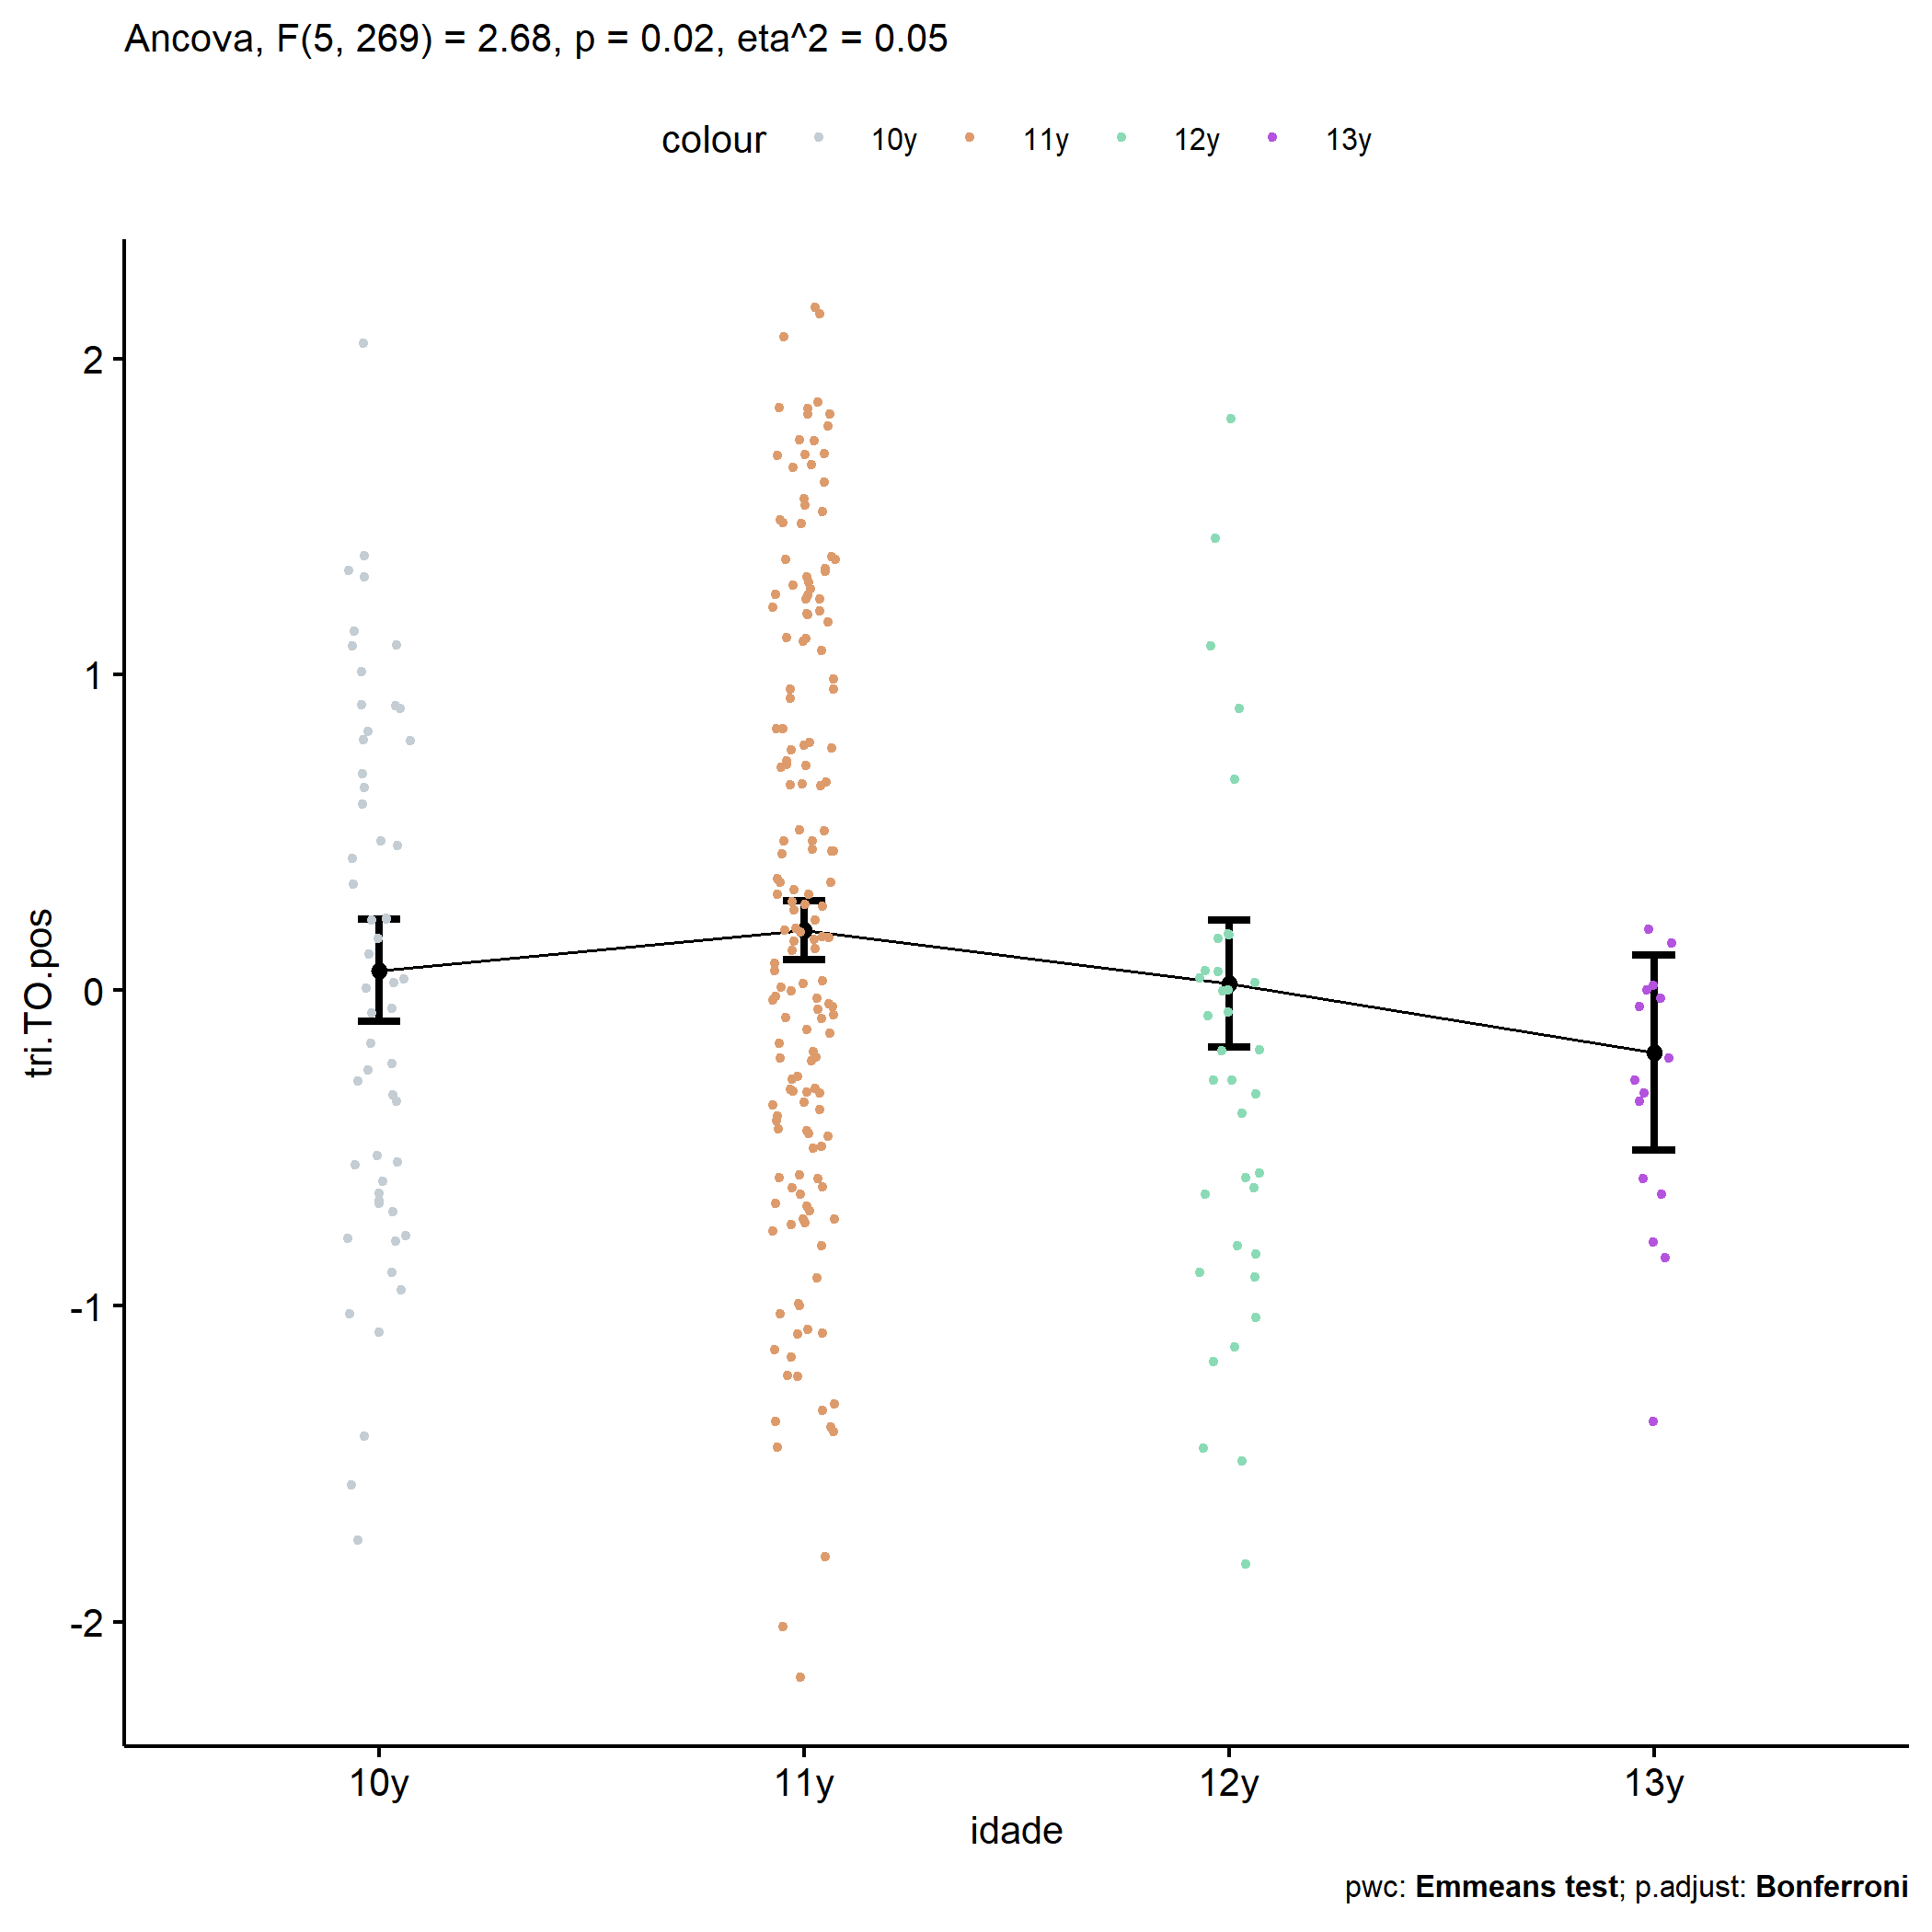 Ancova, F(5, 269) = 2.68, p = 0.02, eta^2 = 0.05
colour 10y 11y 12y 13y
2
1
0
-1
-2
tri.TO.pos
10y 11y 12y 13y
idade
pwc: Emmeans test; p.adjust: Bonferroni